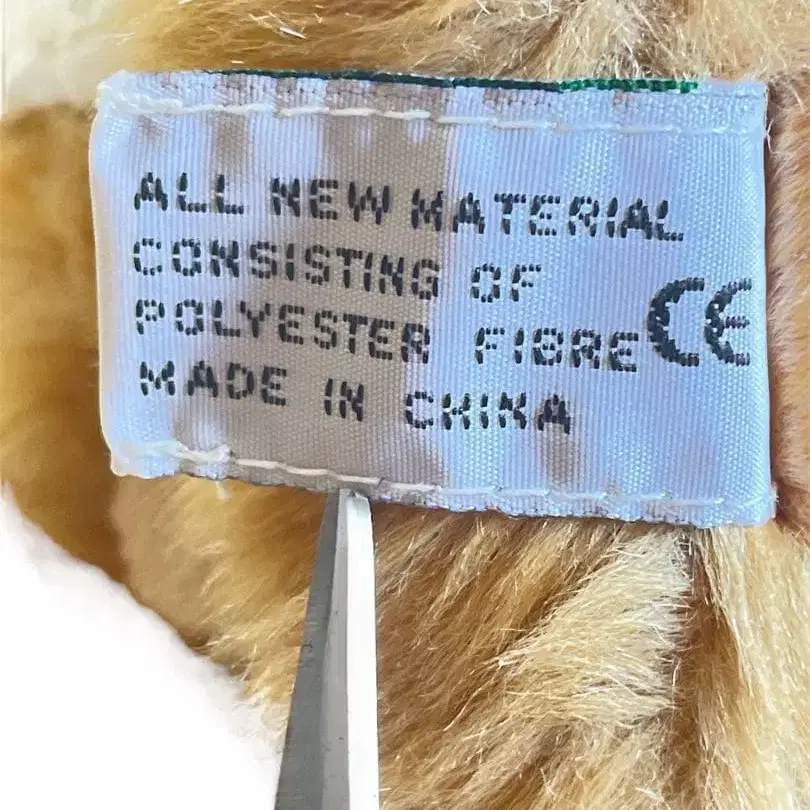 ALL NEW MATERIAL
CONSISTING OF
POLYESTER FIBRE CE
MADE IN CHINA